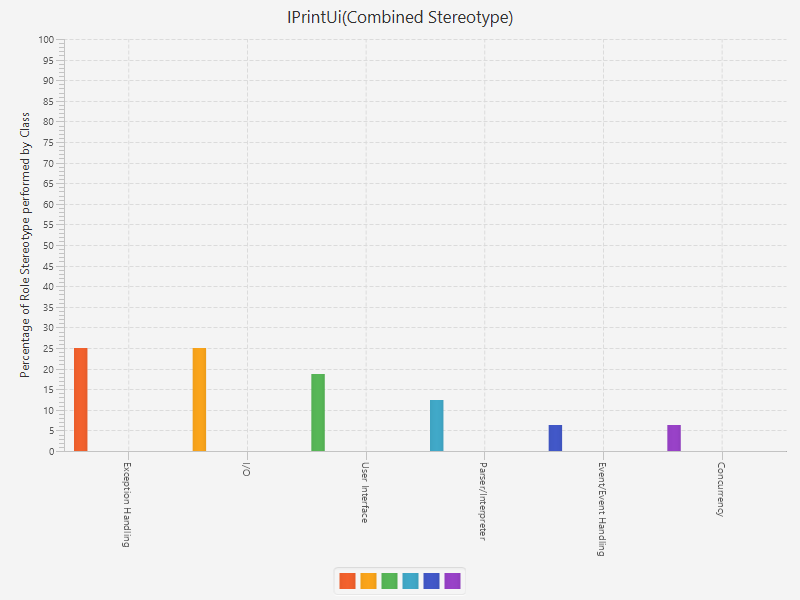 IPrintUi(Combined Stereotype)
Percentage of Role Stereotype performed by Class
100
95
90
85
80
75
70
65
60
55
50
45
40
35
30
25
20
15
10
5
0
Exception Handling
I/O
User Interface
Parser/Interpreter
Event/Event Handling
Concurrency